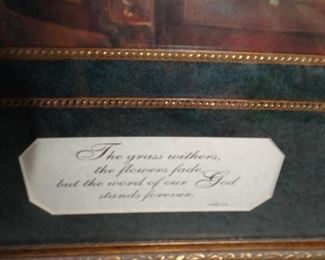 The grass withers,
the flowers fade
but the word of our God
stands forever.